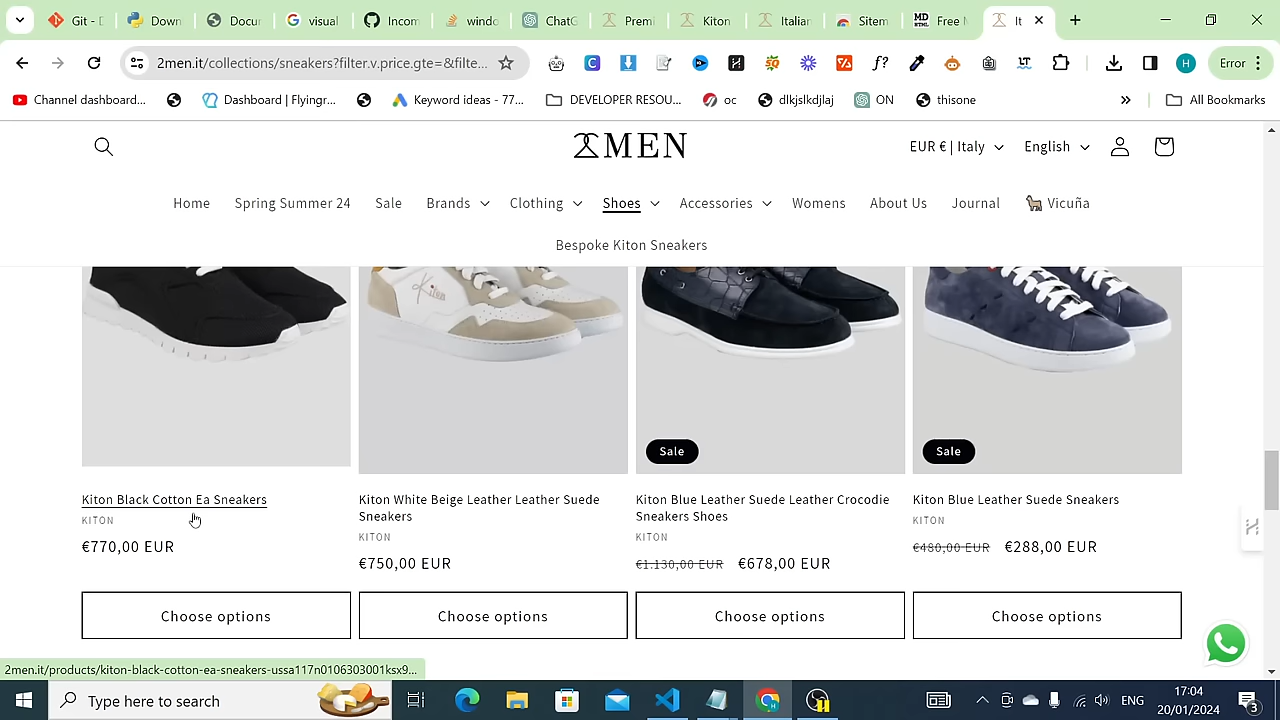 Git - D
Down
Docur
visual
Incom
windo
ChatG
Premi
Kiton
Italian
Sitem
Free M
It
2men.it/collections/sneakers?filter.v.price.gte=&filte...
Error
Channel dashboard...
Dashboard | Flyingr...
Keyword ideas - 77...
DEVELOPER RESOU...
oc
dlkjslkdjlaj
ON
thisone
»
All Bookmarks
MEN
EUR € | Italy
English
Home
Spring Summer 24
Sale
Brands
Clothing
Shoes
Accessories
Womens
About Us
Journal
🦙 Vicuña
Bespoke Kiton Sneakers
Kiton
Sale
Sale
Kiton Black Cotton Ea Sneakers
KITON
€770,00 EUR
Kiton White Beige Leather Leather Suede
Sneakers
KITON
€750,00 EUR
Kiton Blue Leather Suede Leather Crocodie
Sneakers Shoes
KITON
€1.130,00 EUR €678,00 EUR
Kiton Blue Leather Suede Sneakers
KITON
€480,00 EUR €288,00 EUR
Choose options
Choose options
Choose options
Choose options
2men.it/products/kiton-black-cotton-ea-sneakers-ussa117n0106303001ksx9...
Type here to search
ENG
17:04
20/01/2024
3